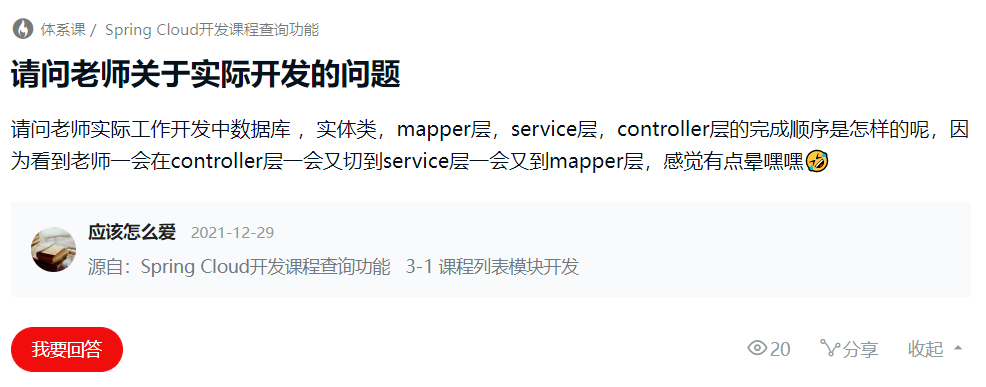 体系课 / Spring Cloud开发课程查询功能
请问老师关于实际开发的问题
请问老师实际工作开发中数据库 ，实体类，mapper层，service层，controller层的完成顺序是怎样的呢，因
为看到老师一会在controller层一会又切到service层一会又到mapper层，感觉有点晕嘿嘿🤣
应该怎么爱 2021-12-29
源自：Spring Cloud开发课程查询功能 3-1 课程列表模块开发
我要回答 20 分享 收起